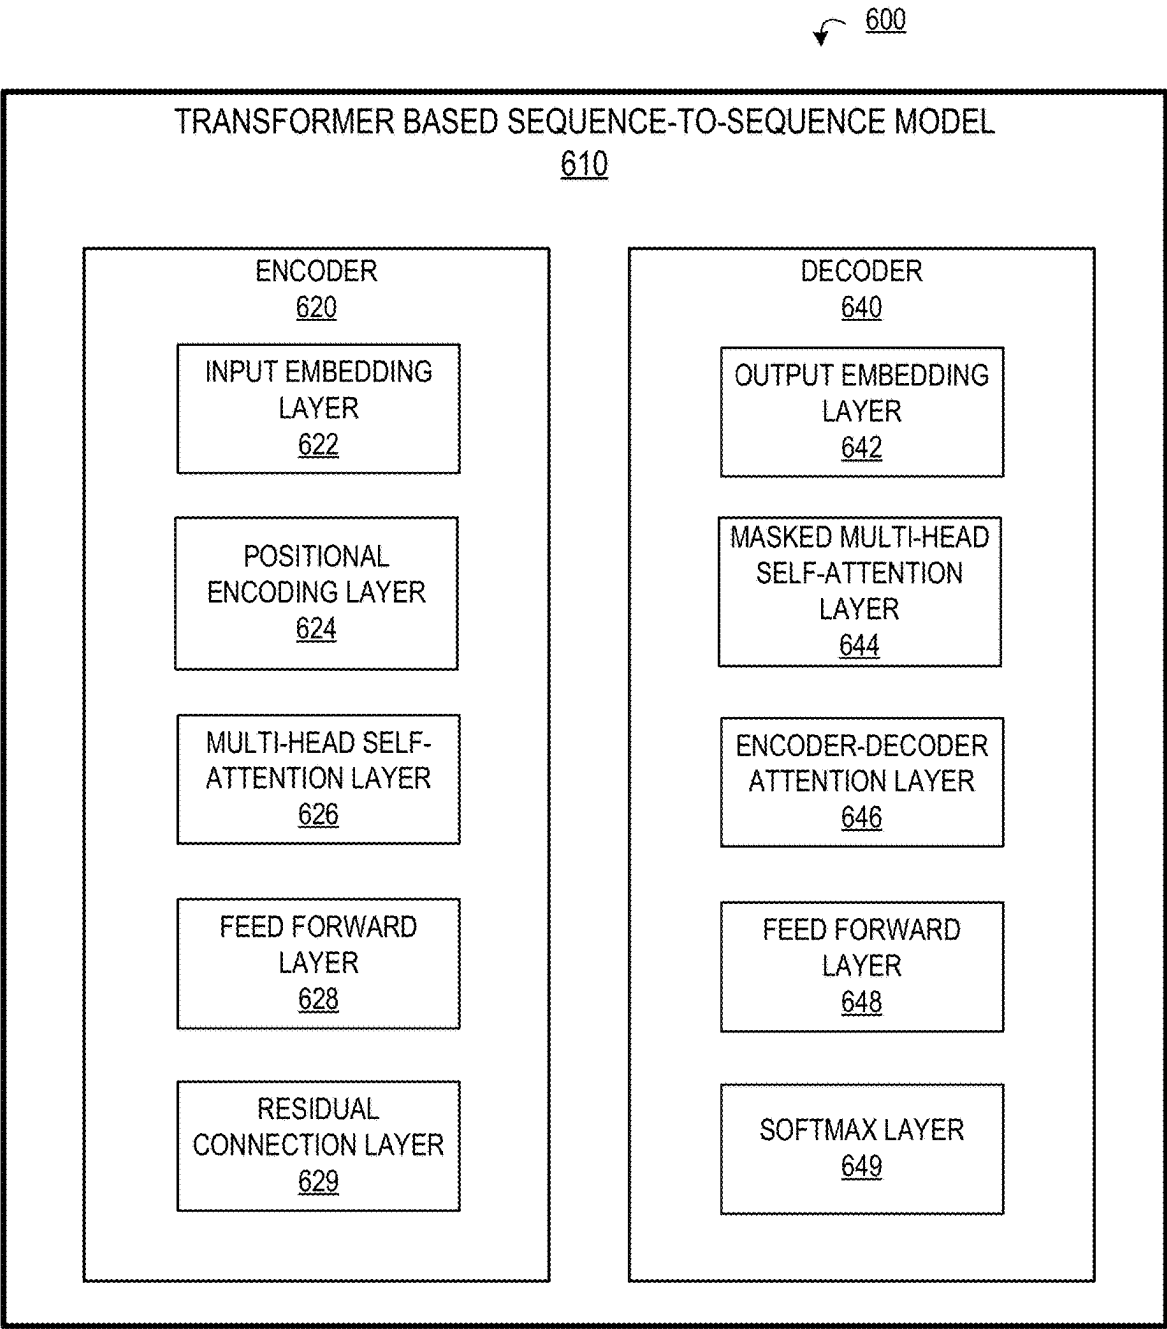 600
TRANSFORMER BASED SEQUENCE-TO-SEQUENCE MODEL
610
ENCODER
620
INPUT EMBEDDING
LAYER
622
POSITIONAL
ENCODING LAYER
624
MULTI-HEAD SELF-
ATTENTION LAYER
626
FEED FORWARD
LAYER
628
RESIDUAL
CONNECTION LAYER
629
DECODER
640
OUTPUT EMBEDDING
LAYER
642
MASKED MULTI-HEAD
SELF-ATTENTION
LAYER
644
ENCODER-DECODER
ATTENTION LAYER
646
FEED FORWARD
LAYER
648
SOFTMAX LAYER
649